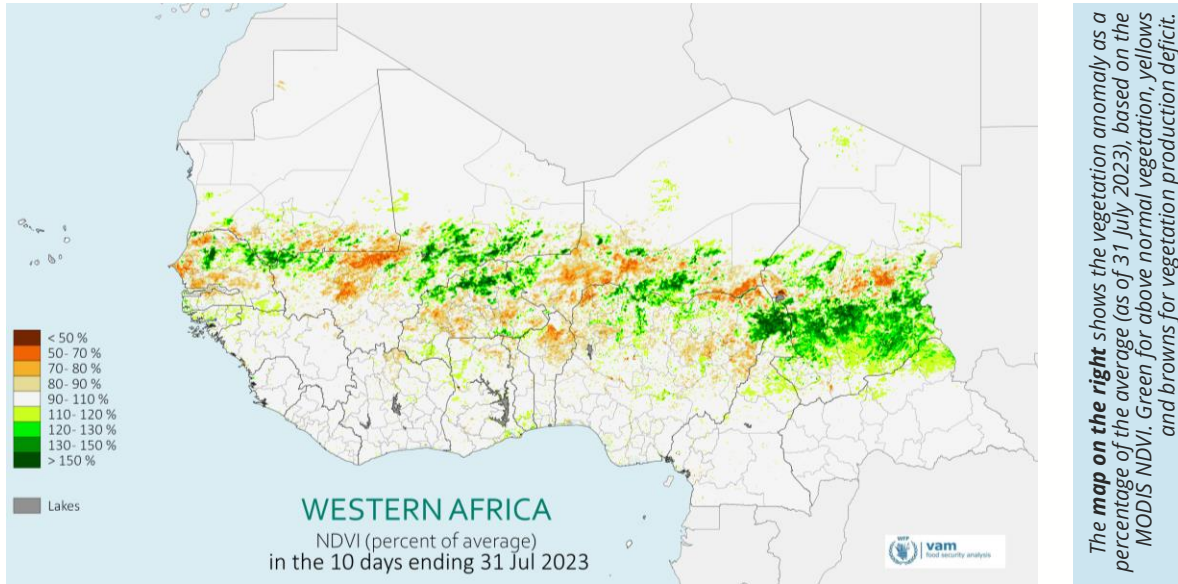 < 50 %
50- 70 %
70- 80 %
80- 90 %
90- 110 %
110- 120 %
120- 130 %
130- 150 %
> 150 %
Lakes
WESTERN AFRICA
NDVI (percent of average)
in the 10 days ending 31 Jul 2023
WFP
vam
food security analysis
The map on the right shows the vegetation anomaly as a
percentage of the average (as of 31 July 2023), based on the
MODIS NDVI. Green for above normal vegetation, yellows
and browns for vegetation production deficit.